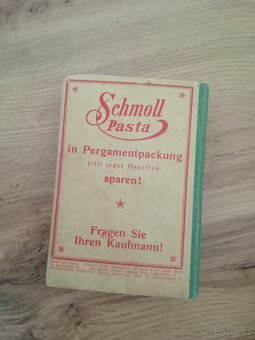 Schmoll
Pasta
in Pergamentpackung
hilft jeder Hausfrau
sparen!
Fragen Sie
Ihren Kaufmann!